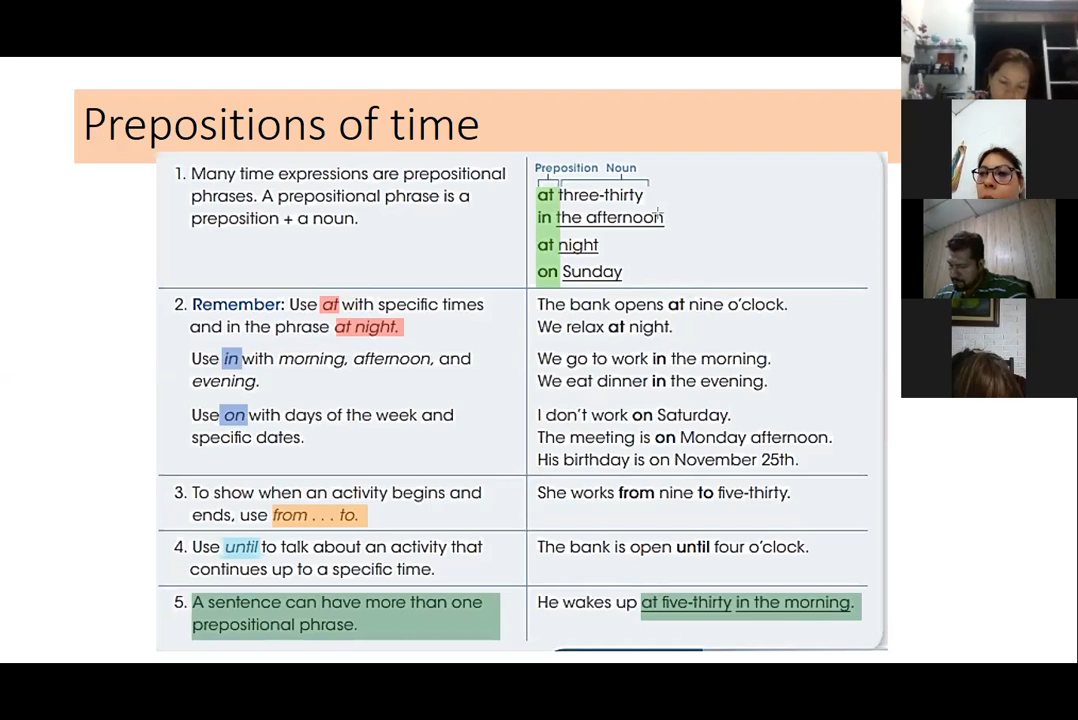 Prepositions of time
1. Many time expressions are prepositional
phrases. A prepositional phrase is a
preposition + a noun.
Preposition Noun
at three-thirty
in the afternoon
at night
on Sunday
2. Remember: Use at with specific times
and in the phrase at night.
Use in with morning, afternoon, and
evening.
Use on with days of the week and
specific dates.
The bank opens at nine o'clock.
We relax at night.
We go to work in the morning.
We eat dinner in the evening.
I don't work on Saturday.
The meeting is on Monday afternoon.
His birthday is on November 25th.
3. To show when an activity begins and
ends, use from . . . to.
She works from nine to five-thirty.
4. Use until to talk about an activity that
continues up to a specific time.
The bank is open until four o'clock.
5. A sentence can have more than one
prepositional phrase.
He wakes up at five-thirty in the morning.